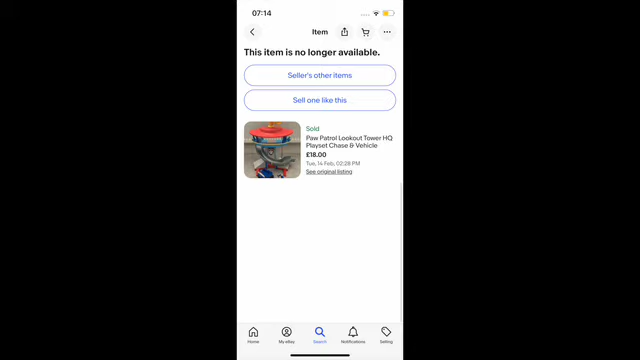 07:14
Item
This item is no longer available.
Seller's other items
Sell one like this
Sold
Paw Patrol Lookout Tower HQ
Playset Chase & Vehicle
£18.00
Tue, 14 Feb, 02:28 PM
See original listing
Home
My eBay
Search
Notifications
Selling